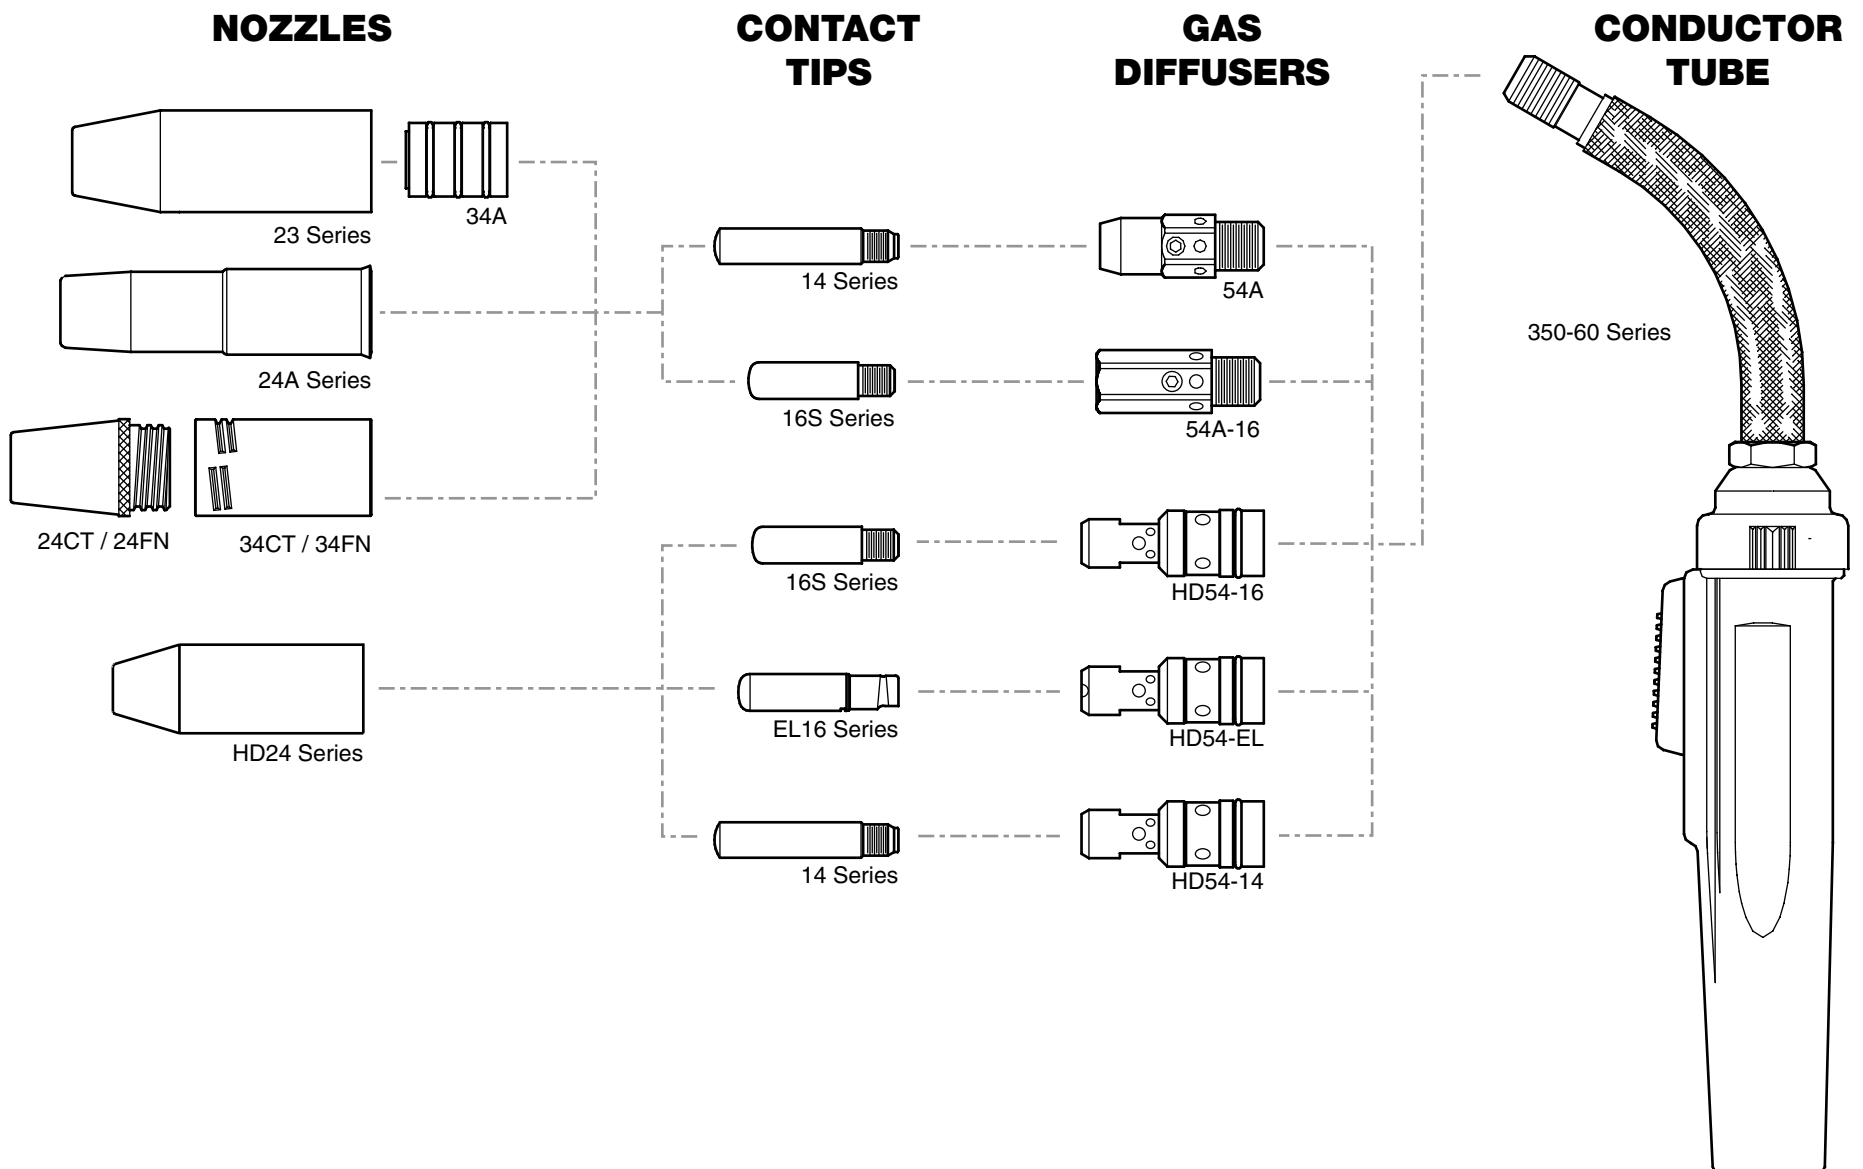 NOZZLES
CONTACT
TIPS
GAS
DIFFUSERS
CONDUCTOR
TUBE
34A
23 Series
14 Series
54A
24A Series
16S Series
54A-16
350-60 Series
24CT / 24FN
34CT / 34FN
16S Series
HD54-16
HD24 Series
EL16 Series
HD54-EL
14 Series
HD54-14